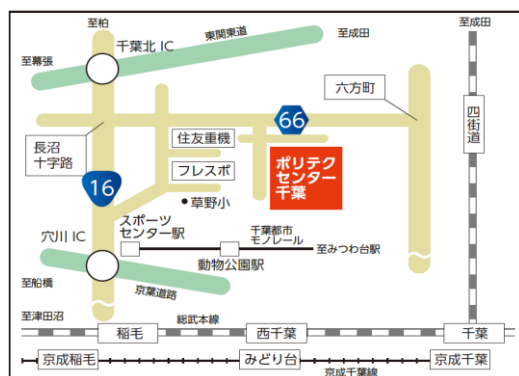 至柏
至成田
千葉北 IC
東関東道
至成田
至幕張
六方町
66
四街道
長沼
十字路
住友重機
フレスポ
ポリテク
センター
千葉
16
草野小
スポーツ
センター駅
千葉都市
モノレール
至みつわ台駅
穴川 IC
動物公園駅
至船橋
京葉道路
至津田沼
総武本線
稲毛
西千葉
千葉
京成稲毛
みどり台
京成千葉
京成千葉線